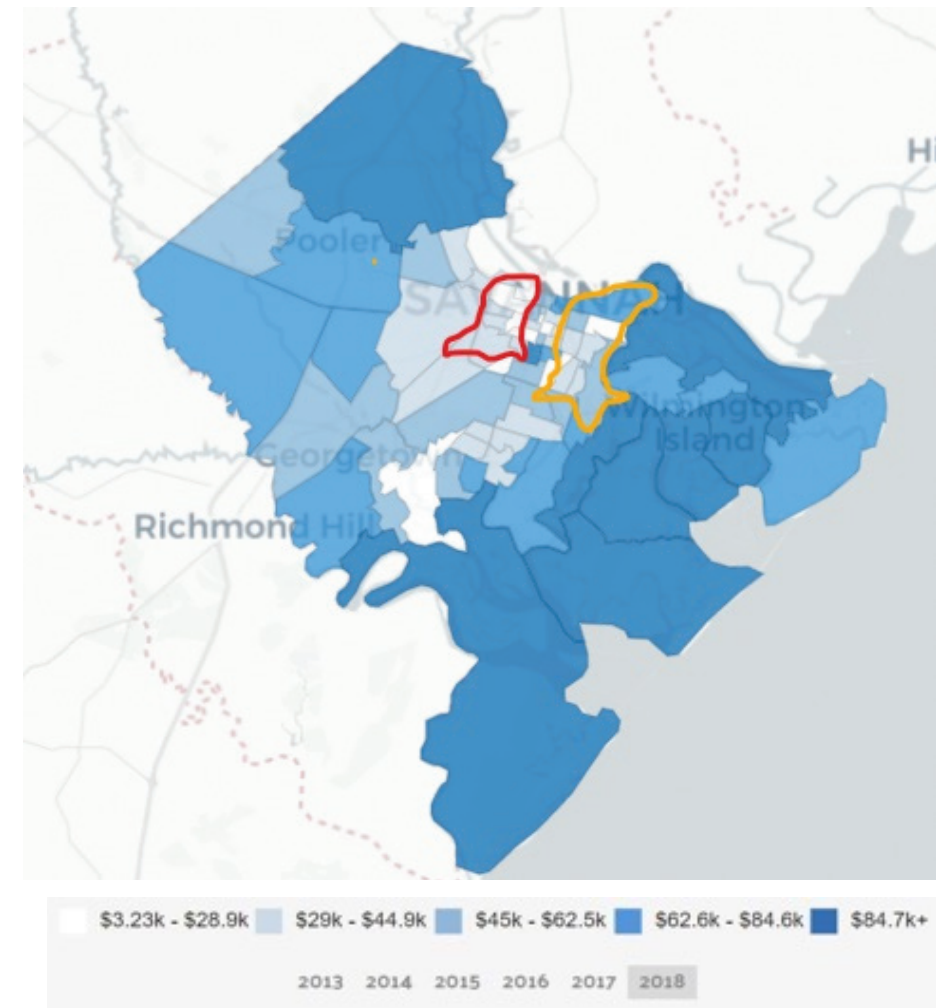 Hi
Pooler
SAVANNAH
Wilmington
Island
Georgetown
Richmond Hill
$3.23k - $28.9k $29k - $44.9k $45k - $62.5k $62.6k - $84.6k $84.7k+
2013 2014 2015 2016 2017 2018